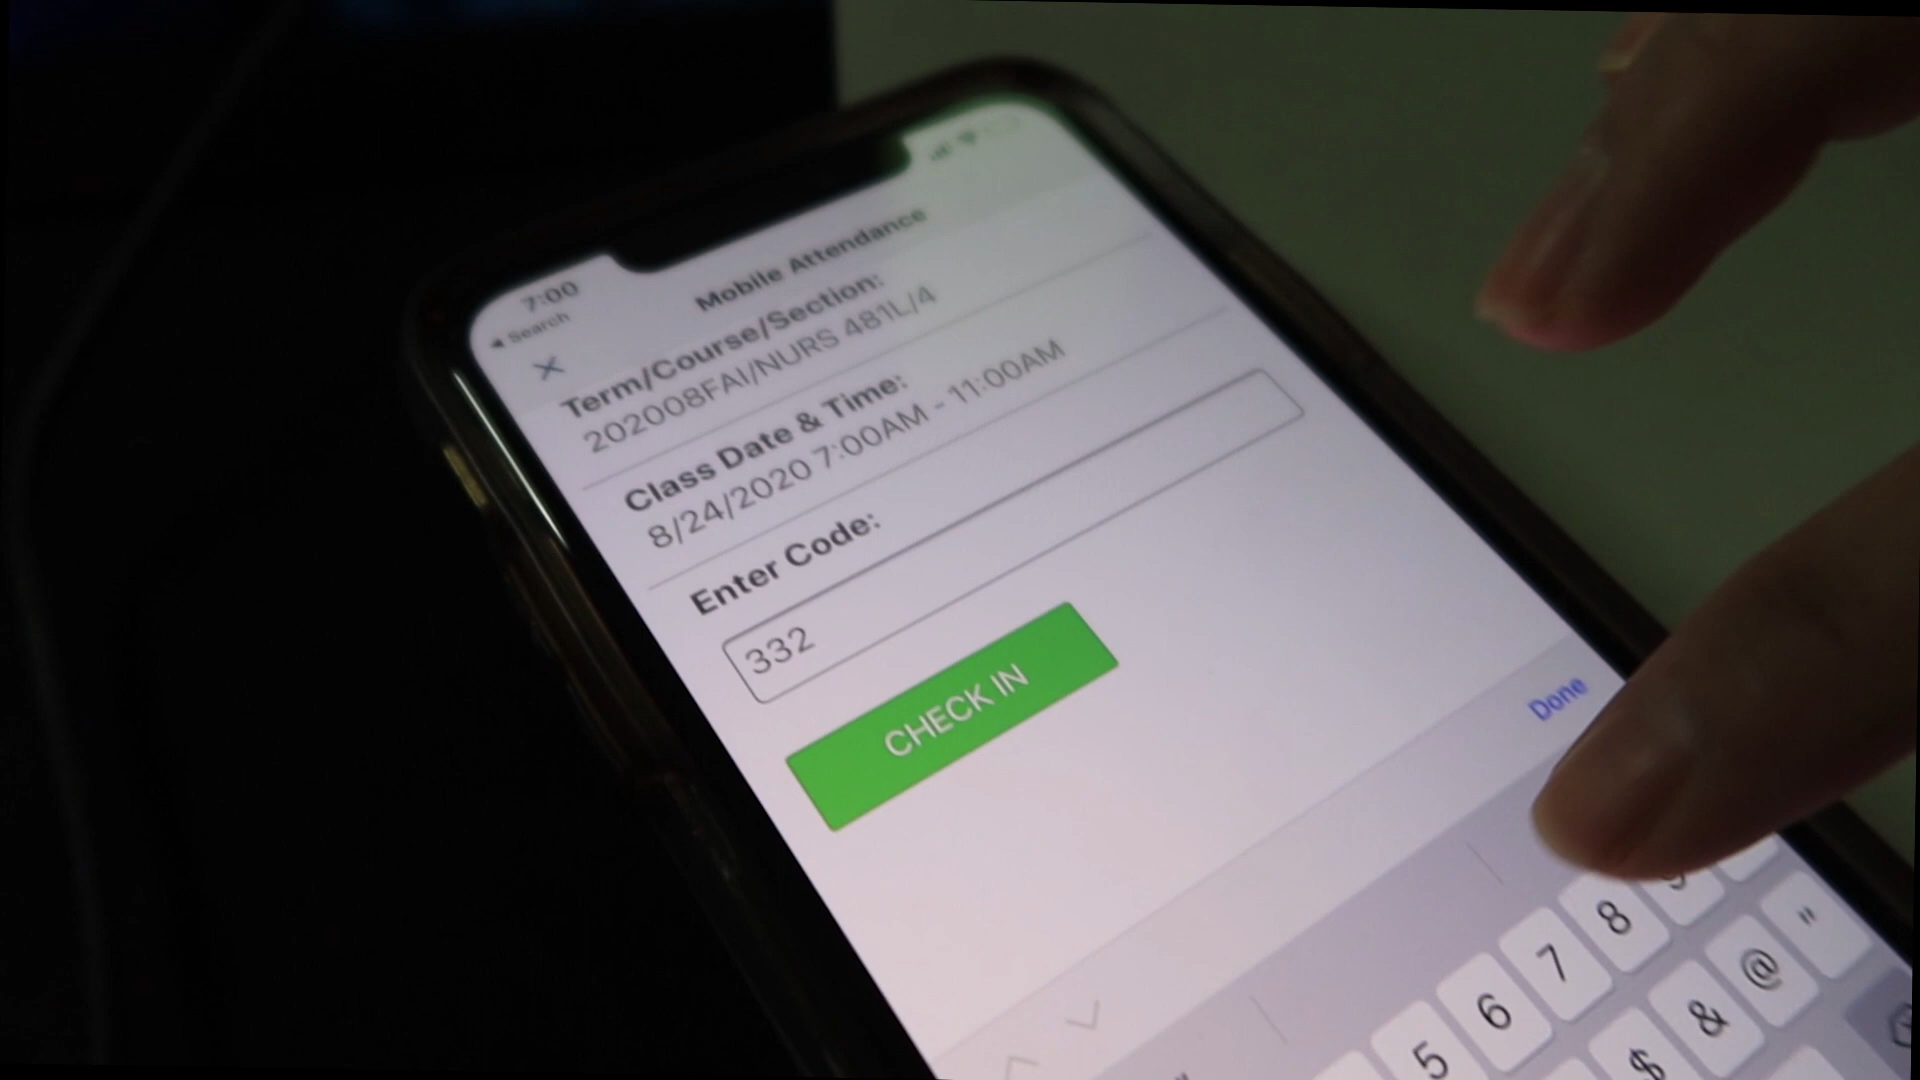 7:00
◀ Search
Mobile Attendance
Term/Course/Section:
202008FAI/NURS 481L/4
Class Date & Time:
8/24/2020 7:00AM - 11:00AM
Enter Code:
332
CHECK IN
Done
5 6 7 8 9
$ & @ "